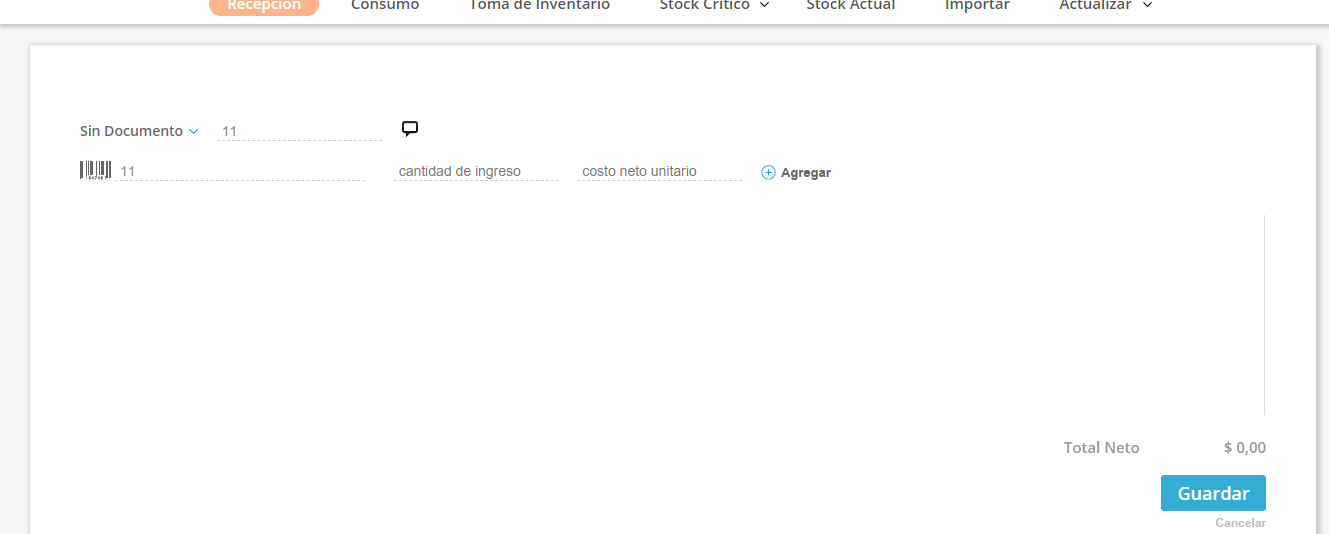 Recepción Consumo Toma de Inventario Stock Crítico Stock Actual Importar Actualizar
Sin Documento 11
11 cantidad de ingreso costo neto unitario Agregar
Total Neto $ 0,00
Guardar
Cancelar